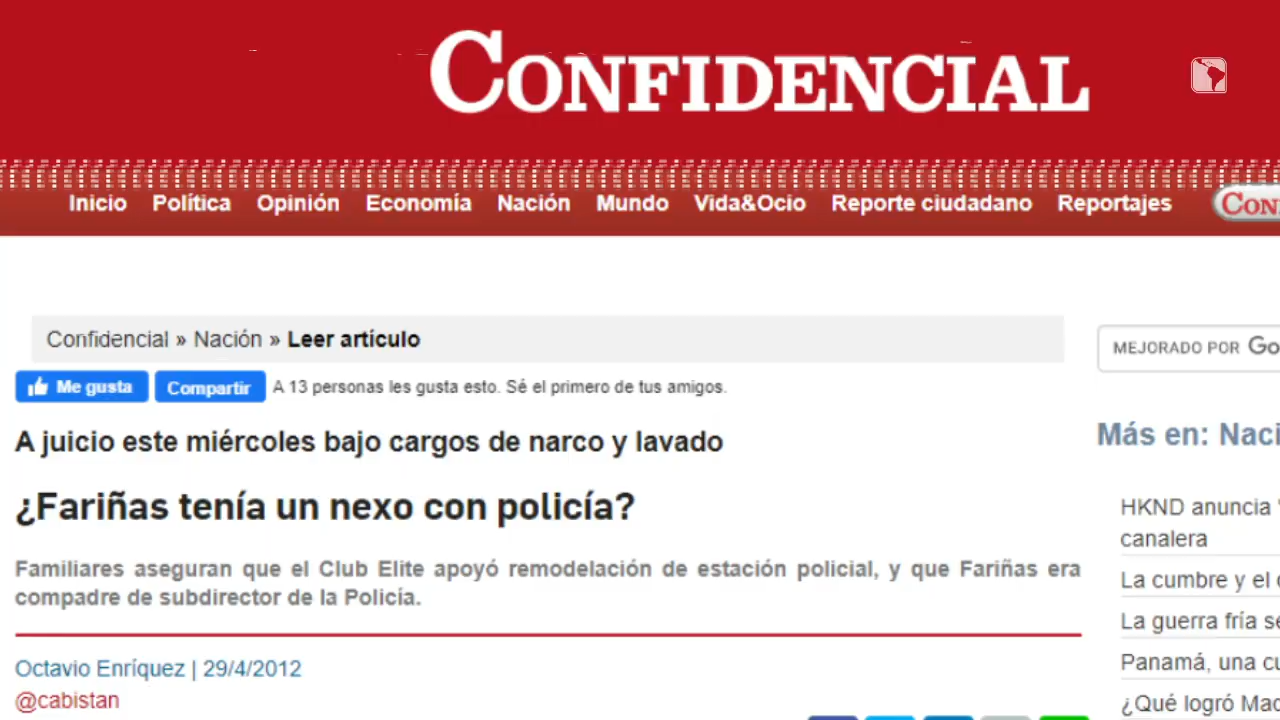 CONFIDENCIAL
Inicio Política Opinión Economía Nación Mundo Vida&Ocio Reporte ciudadano Reportajes
Confidencial » Nación » Leer artículo
MEJORADO POR
Me gusta Compartir A 13 personas les gusta esto. Sé el primero de tus amigos.
A juicio este miércoles bajo cargos de narco y lavado
Más en:
¿Fariñas tenía un nexo con policía?
Familiares aseguran que el Club Elite apoyó remodelación de estación policial, y que Fariñas era
compadre de subdirector de la Policía.
Octavio Enríquez | 29/4/2012
@cabistan
HKND anuncia
canalera
La cumbre y el
La guerra fría
Panamá, una
¿Qué logró